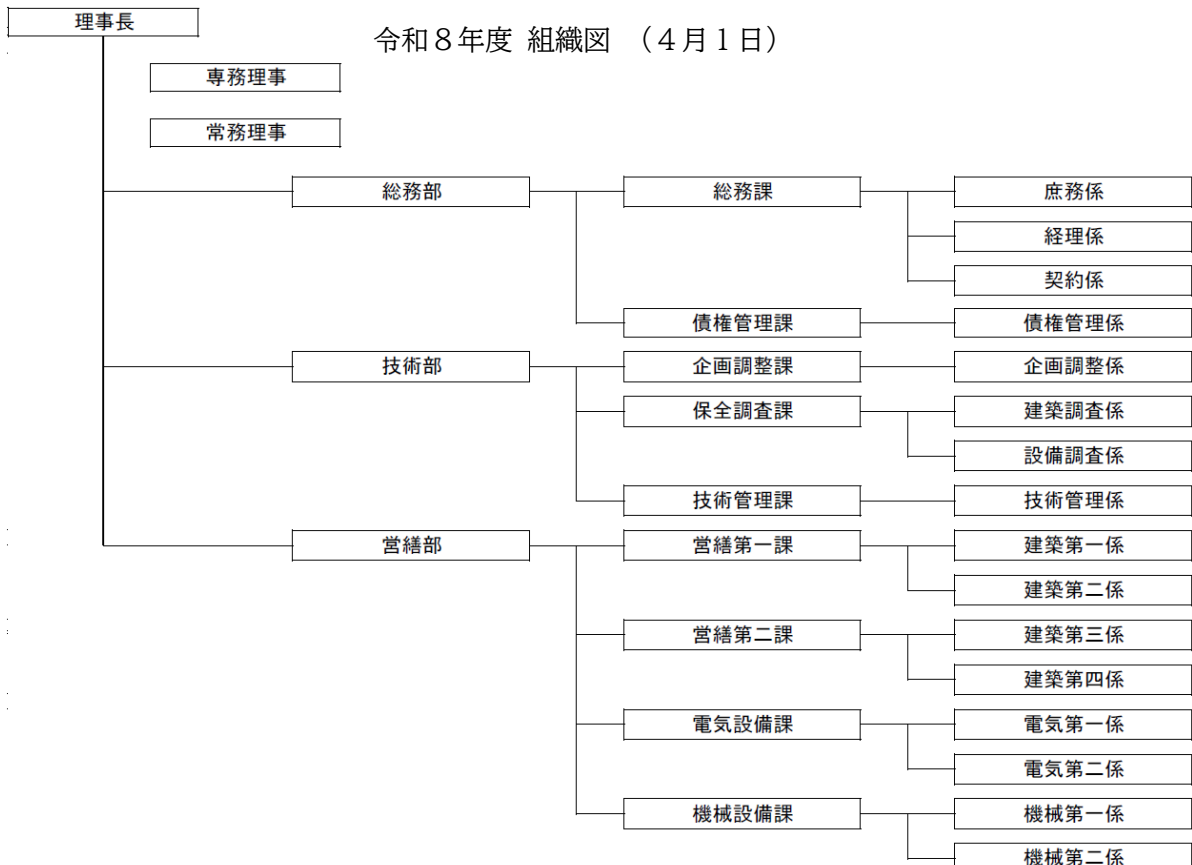 理事長
令和８年度 組織図 （４月１日）
専務理事
常務理事
総務部
総務課
庶務係
経理係
契約係
債権管理課
債権管理係
技術部
企画調整課
企画調整係
保全調査課
建築調査係
設備調査係
技術管理課
技術管理係
営繕部
営繕第一課
建築第一係
建築第二係
営繕第二課
建築第三係
建築第四係
電気設備課
電気第一係
電気第二係
機械設備課
機械第一係
機械第二係